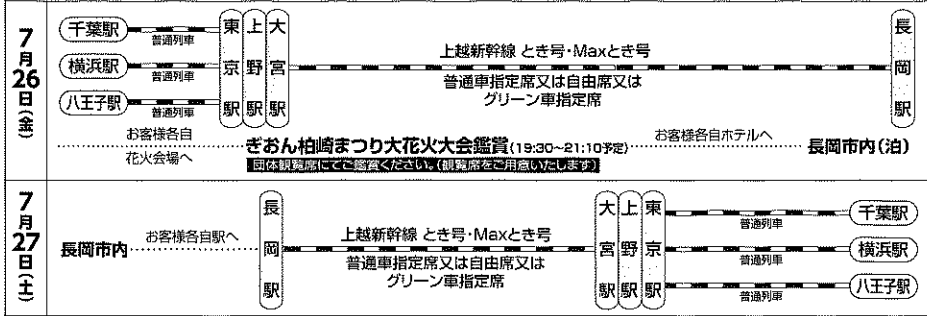 7月26日(金)
千葉駅
普通列車
横浜駅
普通列車
八王子駅
普通列車
東京駅
上野駅
大宮駅
上越新幹線 とき号・Maxとき号
普通車指定席又は自由席又は
グリーン車指定席
長岡駅
お客様各自
花火会場へ
ぎおん柏崎まつり大花火大会鑑賞(19:30~21:10予定)
団体観覧席にてご鑑賞ください。(観覧席をご用意いたします)
お客様各自ホテルへ
長岡市内(泊)
7月27日(土)
長岡市内
お客様各自駅へ
長岡駅
上越新幹線 とき号・Maxとき号
普通車指定席又は自由席又は
グリーン車指定席
大宮駅
上野駅
東京駅
普通列車
千葉駅
普通列車
横浜駅
普通列車
八王子駅